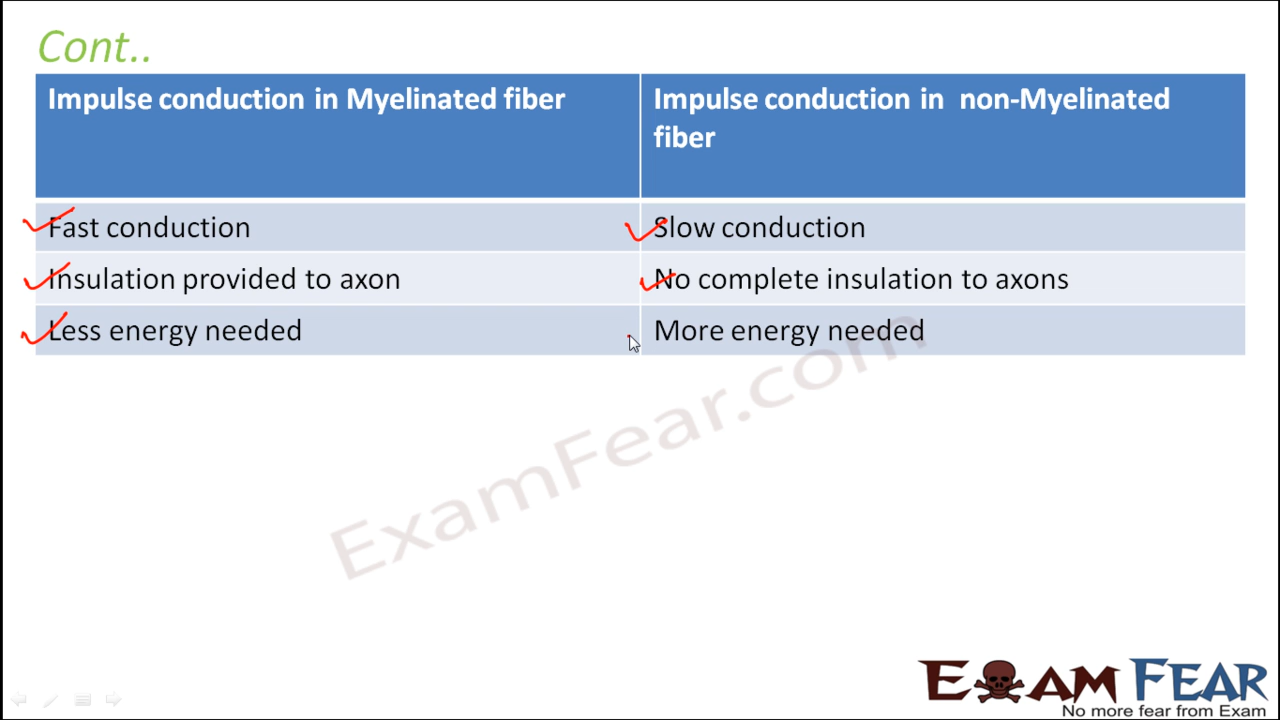 Cont..
Impulse conduction in Myelinated fiber
Impulse conduction in non-Myelinated
fiber
Fast conduction
Slow conduction
Insulation provided to axon
No complete insulation to axons
Less energy needed
More energy needed
ExamFear.com
EXAM FEAR
No more fear from Exam